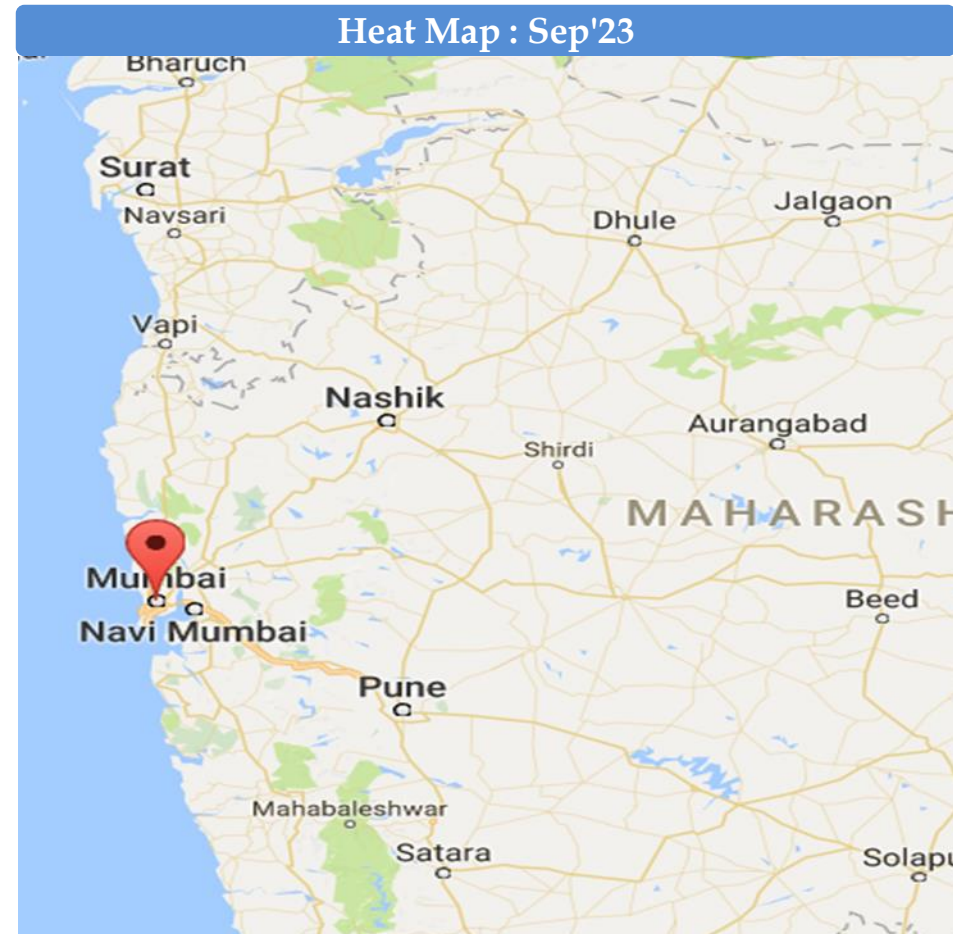 Heat Map : Sep'23
Bharuch
Surat
Navsari
Dhule
Jalgaon
Vapi
Nashik
Aurangabad
Shirdi
MAHARASH
Mumbai
Beed
Navi Mumbai
Pune
Mahabaleshwar
Satara
Solapu